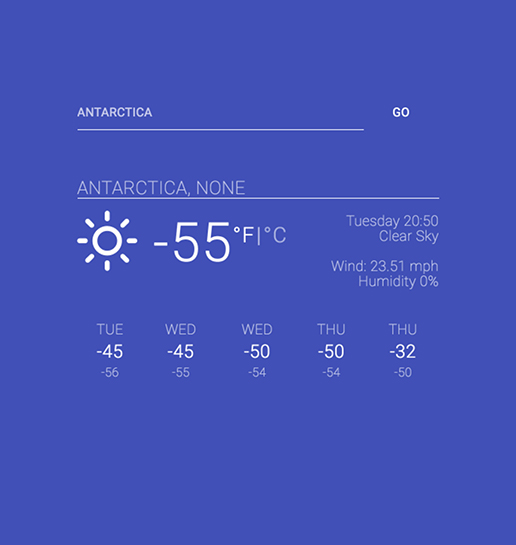 ANTARCTICA GO
ANTARCTICA, NONE
-55 °F|°C
Tuesday 20:50
Clear Sky
Wind: 23.51 mph
Humidity 0%
TUE WED WED THU THU
-45 -45 -50 -50 -32
-56 -55 -54 -54 -50